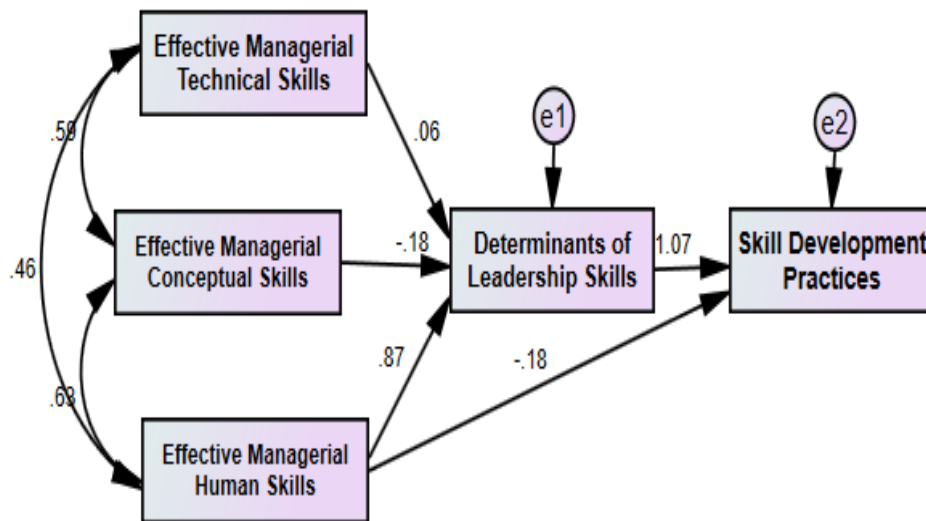 Effective Managerial
Technical Skills
e1
e2
.59
.06
Effective Managerial
Conceptual Skills
-.18
Determinants of
Leadership Skills
1.07
Skill Development
Practices
.46
.87
-.18
.63
Effective Managerial
Human Skills